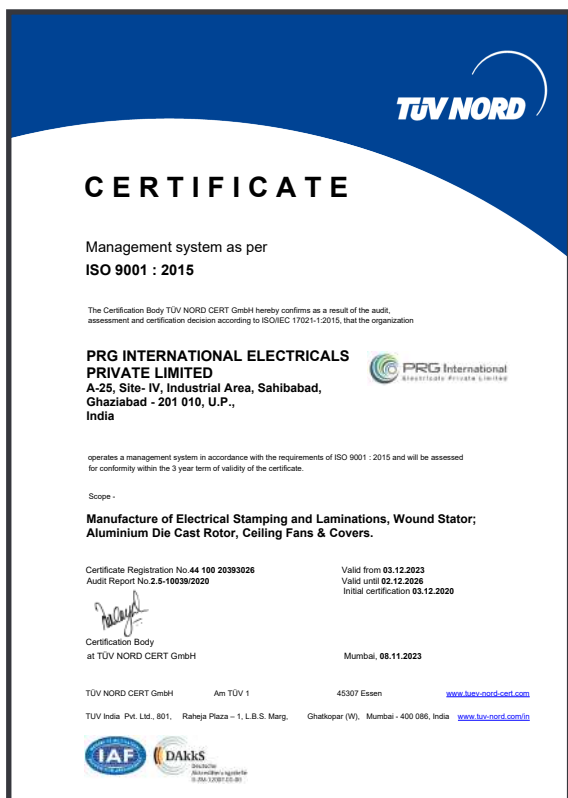 TÜV NORD
CERTIFICATE
Management system as per
ISO 9001 : 2015
The Certification Body TÜV NORD CERT GmbH hereby confirms as a result of the audit,
assessment and certification decision according to ISO/IEC 17021-1:2015, that the organization
PRG INTERNATIONAL ELECTRICALS
PRIVATE LIMITED
A-25, Site- IV, Industrial Area, Sahibabad,
Ghaziabad - 201 010, U.P.,
India
PRG International
Electricals Private Limited
operates a management system in accordance with the requirements of ISO 9001 : 2015 and will be assessed
for conformity within the 3 year term of validity of the certificate.
Scope -
Manufacture of Electrical Stamping and Laminations, Wound Stator;
Aluminium Die Cast Rotor, Ceiling Fans & Covers.
Certificate Registration No.44 100 20393026 Valid from 03.12.2023
Audit Report No.2.5-10039/2020 Valid until 02.12.2026
Initial certification 03.12.2020
Certification Body
at TÜV NORD CERT GmbH Mumbai, 08.11.2023
TÜV NORD CERT GmbH Am TÜV 1 45307 Essen www.tuev-nord-cert.com
TUV India Pvt. Ltd., 801, Raheja Plaza – 1, L.B.S. Marg, Ghatkopar (W), Mumbai - 400 086, India www.tuv-nord.com/in
IAF
DAkkS
Deutsche
Akkreditierungsstelle